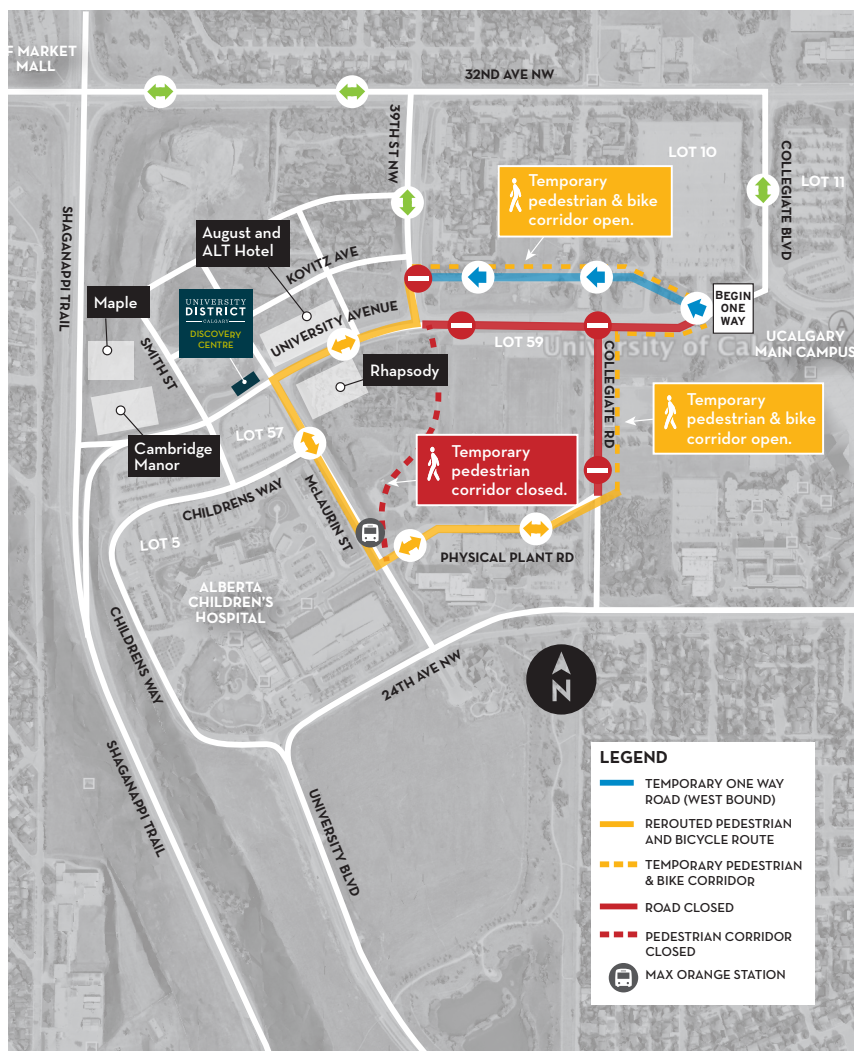 F MARKET
MALL
32ND AVE NW
39TH ST NW
LOT 10
COLLEGIATE BLVD
LOT 11
Temporary
pedestrian & bike
corridor open.
SHAGANAPPI TRAIL
August and
ALT Hotel
KOVITZ AVE
Maple
UNIVERSITY
DISTRICT
CALGARY
DISCOVERY
CENTRE
UNIVERSITY AVENUE
BEGIN
ONE
WAY
SMITH ST
LOT 59
University of Ca
UCALGARY
MAIN CAMPUS
COLLEGIATE RD
Rhapsody
Temporary
pedestrian & bike
corridor open.
LOT 57
Cambridge
Manor
Temporary
pedestrian
corridor closed.
CHILDRENS WAY
McLAURIN ST
LOT 5
PHYSICAL PLANT RD
ALBERTA
CHILDREN'S
HOSPITAL
CHILDRENS WAY
24TH AVE NW
N
SHAGANAPPI TRAIL
UNIVERSITY BLVD
LEGEND
TEMPORARY ONE WAY
ROAD (WEST BOUND)
REROUTED PEDESTRIAN
AND BICYCLE ROUTE
TEMPORARY PEDESTRIAN
& BIKE CORRIDOR
ROAD CLOSED
PEDESTRIAN CORRIDOR
CLOSED
MAX ORANGE STATION